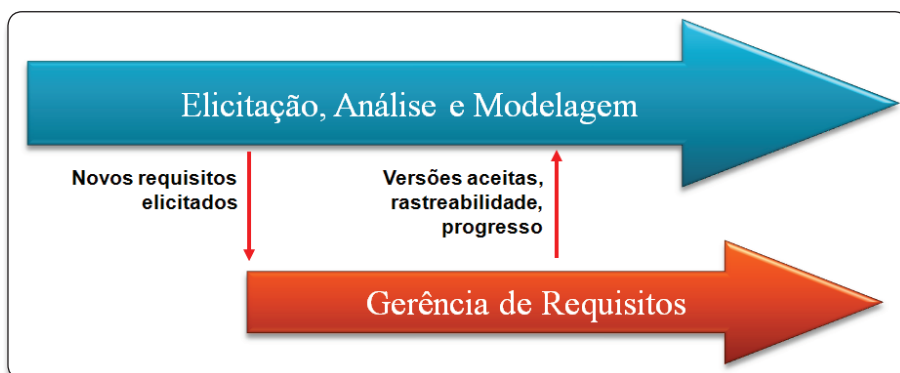 Elicitação, Análise e Modelagem
Novos requisitos
elicitados
Versões aceitas,
rastreabilidade,
progresso
Gerência de Requisitos